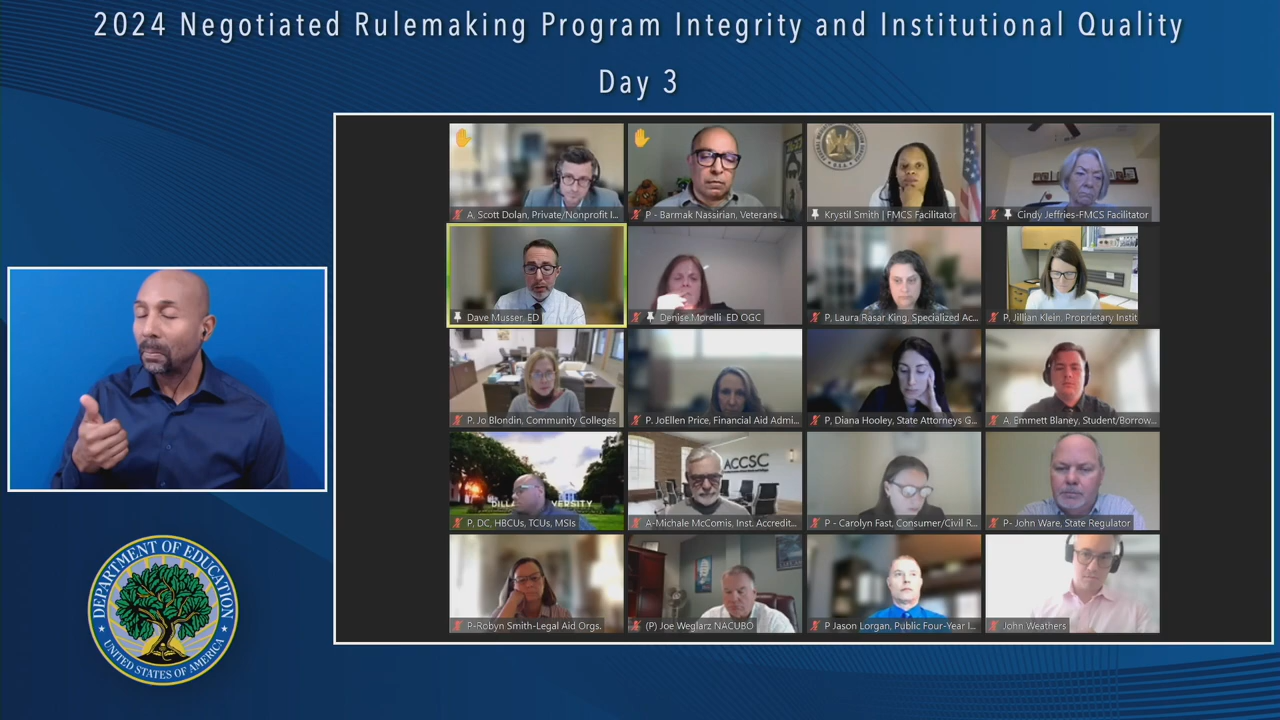 2024 Negotiated Rulemaking Program Integrity and Institutional Quality
Day 3
A. Scott Dolan, Private/Nonprofit I...
P - Barmak Nassirian, Veterans
Krystil Smith | FMCS Facilitator
Cindy Jeffries-FMCS Facilitator
Dave Musser, ED
Denise Morelli ED OGC
P, Laura Rasar King, Specialized Ac...
P, Jillian Klein, Proprietary Instit
P. Jo Blondin, Community Colleges
P. JoEllen Price, Financial Aid Admi...
P, Diana Hooley, State Attorneys G...
A. Emmett Blaney, Student/Borrow...
ACCSC
P, DC, HBCUs, TCUs, MSIs
A-Michale McComis, Inst. Accredit...
P - Carolyn Fast, Consumer/Civil R...
P- John Ware, State Regulator
P-Robyn Smith-Legal Aid Orgs.
(P) Joe Weglarz NACUBO
P Jason Lorgan, Public Four-Year I...
John Weathers
DEPARTMENT OF EDUCATION
UNITED STATES OF AMERICA